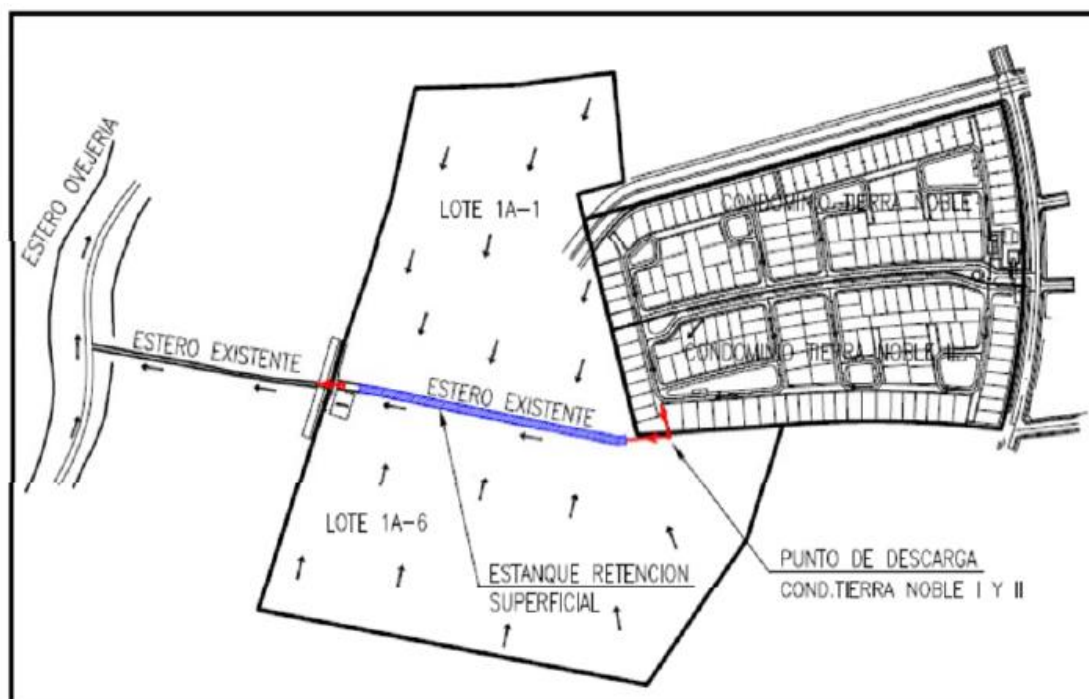 CONDOMINIO TIERRA NOBLE I
LOTE 1A-1
ESTERO OVEJERIA
ESTERO EXISTENTE
CONDOMINIO TIERRA NOBLE II
ESTERO EXISTENTE
LOTE 1A-6
ESTANQUE RETENCION
SUPERFICIAL
PUNTO DE DESCARGA
COND.TIERRA NOBLE I Y II